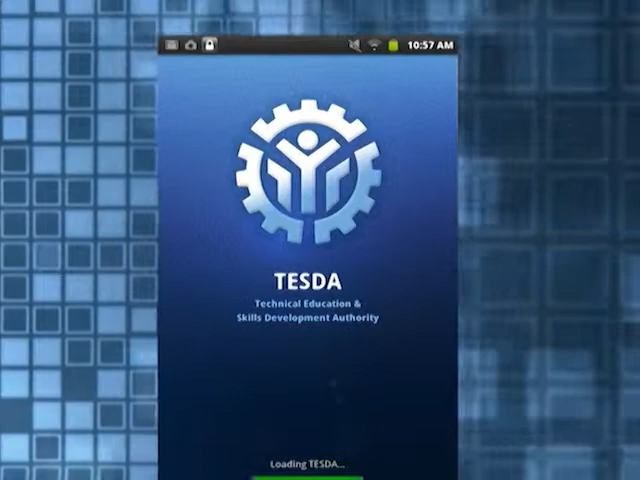 10:57 AM
TESDA
Technical Education &
Skills Development Authority
Loading TESDA...